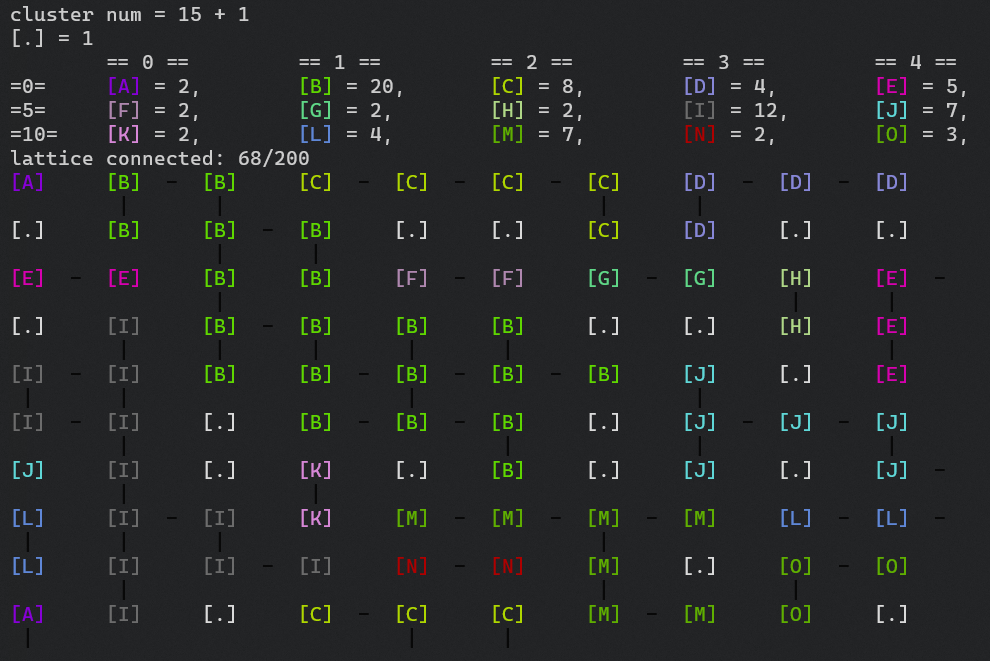 cluster num = 15 + 1
[.] = 1
== 0 == == 1 == == 2 == == 3 == == 4 ==
=0= [A] = 2, [B] = 20, [C] = 8, [D] = 4, [E] = 5,
=5= [F] = 2, [G] = 2, [H] = 2, [I] = 12, [J] = 7,
=10= [K] = 2, [L] = 4, [M] = 7, [N] = 2, [O] = 3,
lattice connected: 68/200
[A] [B] - [B] [C] - [C] - [C] - [C] [D] - [D] - [D]
| | | |
[.] [B] [B] - [B] [.] [.] [C] [D] [.] [.]
| |
[E] - [E] [B] [B] [F] - [F] [G] - [G] [H] [E] -
| | |
[.] [I] [B] - [B] [B] [B] [.] [.] [H] [E]
| | | | | |
[I] - [I] [B] [B] - [B] - [B] - [B] [J] [.] [E]
| | | |
[I] - [I] [.] [B] - [B] - [B] [.] [J] - [J] - [J]
| | | |
[J] [I] [.] [K] [.] [B] [.] [J] [.] [J] -
| |
[L] [I] - [I] [K] [M] - [M] - [M] - [M] [L] - [L] -
| | | |
[L] [I] [I] - [I] [N] - [N] [M] [.] [O] - [O]
| | |
[A] [I] [.] [C] - [C] [C] [M] - [M] [O] [.]
| | |